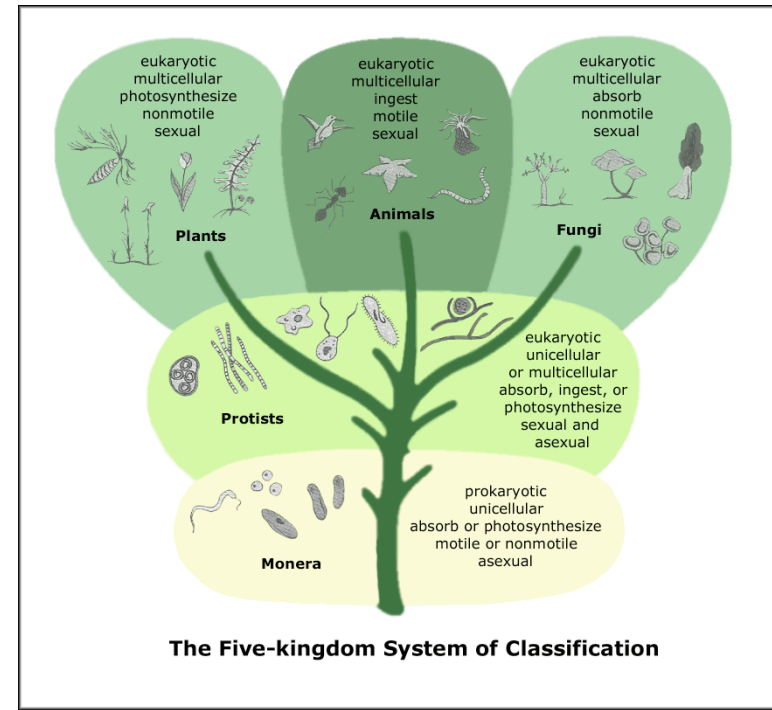 eukaryotic
multicellular
photosynthesize
nonmotile
sexual
Plants
eukaryotic
multicellular
ingest
motile
sexual
Animals
eukaryotic
multicellular
absorb
nonmotile
sexual
Fungi
Protists
eukaryotic
unicellular
or multicellular
absorb, ingest, or
photosynthesize
sexual and
asexual
Monera
prokaryotic
unicellular
absorb or photosynthesize
motile or nonmotile
asexual
The Five-kingdom System of Classification